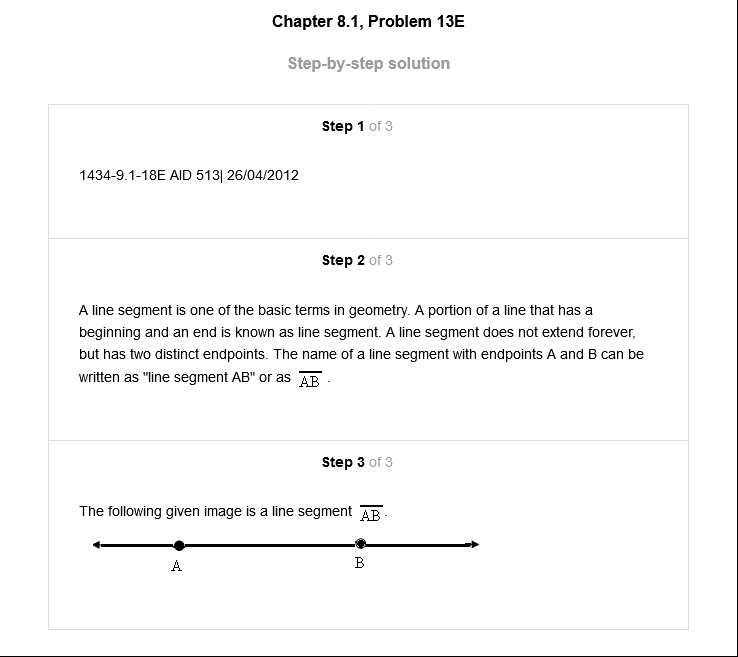 Chapter 8.1, Problem 13E
Step-by-step solution
Step 1 of 3
1434-9.1-18E AID 513| 26/04/2012
Step 2 of 3
A line segment is one of the basic terms in geometry. A portion of a line that has a
beginning and an end is known as line segment. A line segment does not extend forever,
but has two distinct endpoints. The name of a line segment with endpoints A and B can be
written as "line segment AB" or as A̅B̅ .
Step 3 of 3
The following given image is a line segment A̅B̅ .
A B